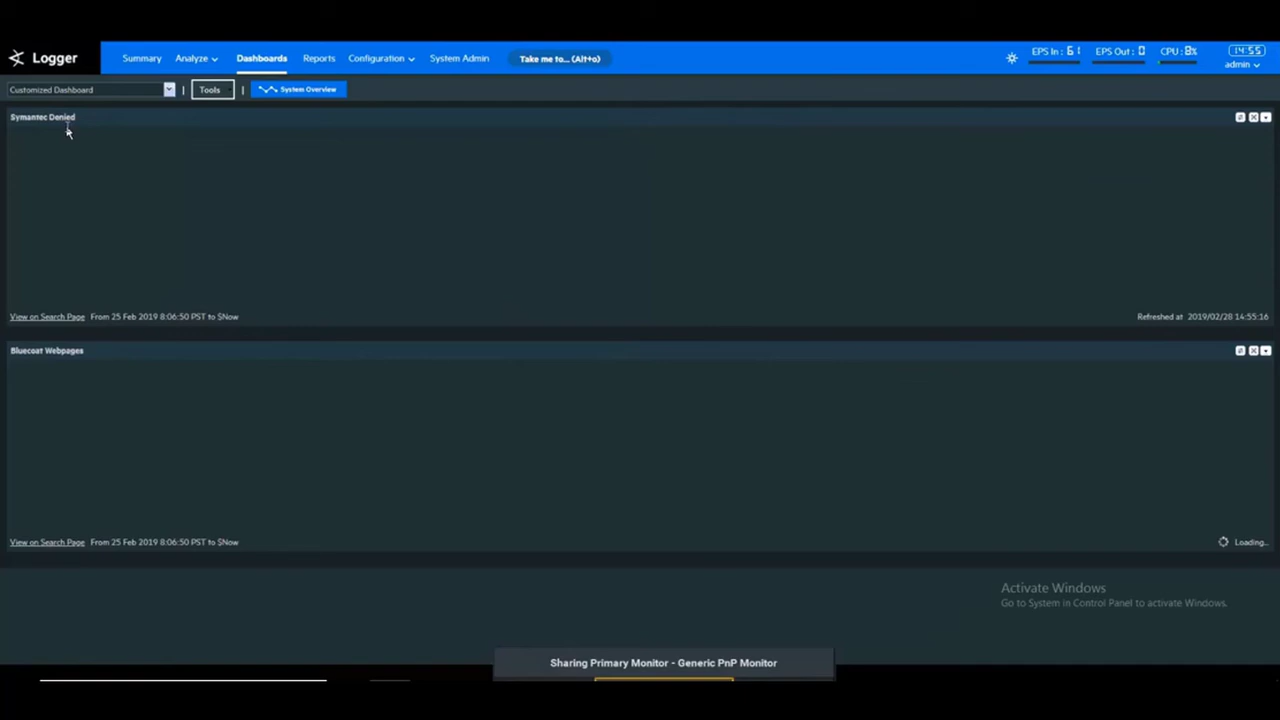 Logger
Summary Analyze Dashboards Reports Configuration System Admin Take me to... (Alt+o) EPS In : 61 EPS Out : 0 CPU : 8% 14:55
admin
Customized Dashboard | Tools | System Overview
Symantec Denied
View on Search Page From 25 Feb 2019 8:06:50 PST to $Now Refreshed at 2019/02/28 14:55:16
Bluecoat Webpages
View on Search Page From 25 Feb 2019 8:06:50 PST to $Now Loading...
Activate Windows
Go to System in Control Panel to activate Windows.
Sharing Primary Monitor - Generic PnP Monitor